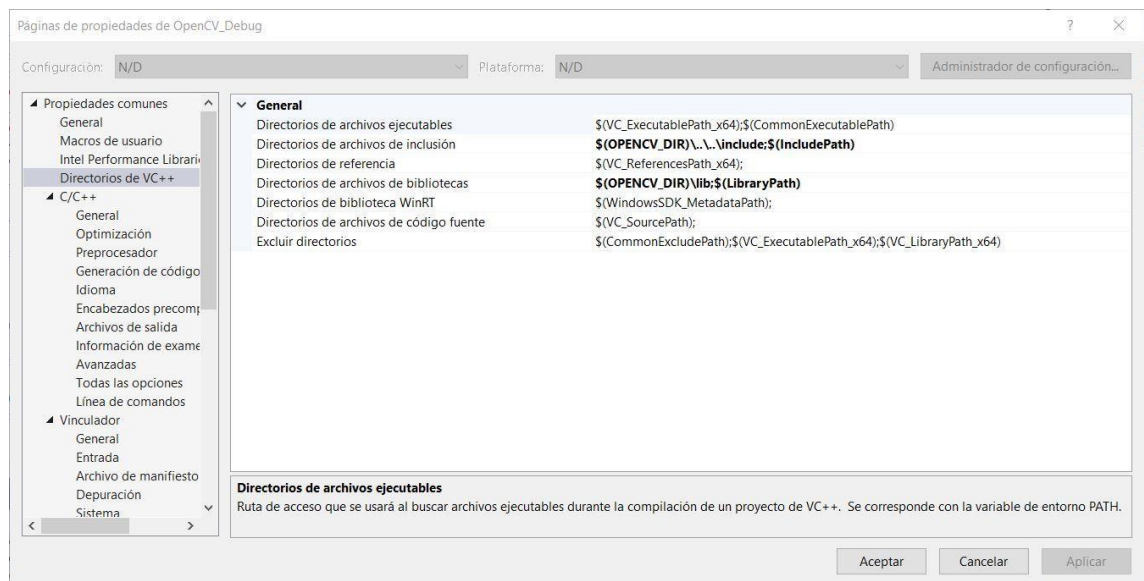 Páginas de propiedades de OpenCV_Debug
?
Configuración: N/D Plataforma: N/D Administrador de configuración...
Propiedades comunes
General
Macros de usuario
Intel Performance Librari
Directorios de VC++
C/C++
General
Optimización
Preprocesador
Generación de código
Idioma
Encabezados precomp
Archivos de salida
Información de exame
Avanzadas
Todas las opciones
Línea de comandos
Vinculador
General
Entrada
Archivo de manifiesto
Depuración
Sistema
General
Directorios de archivos ejecutables $(VC_ExecutablePath_x64);$(CommonExecutablePath)
Directorios de archivos de inclusión $(OPENCV_DIR)\..\..\include;$(IncludePath)
Directorios de referencia $(VC_ReferencesPath_x64);
Directorios de archivos de bibliotecas $(OPENCV_DIR)\lib;$(LibraryPath)
Directorios de biblioteca WinRT $(WindowsSDK_MetadataPath);
Directorios de archivos de código fuente $(VC_SourcePath);
Excluir directorios $(CommonExcludePath);$(VC_ExecutablePath_x64);$(VC_LibraryPath_x64)
Directorios de archivos ejecutables
Ruta de acceso que se usará al buscar archivos ejecutables durante la compilación de un proyecto de VC++. Se corresponde con la variable de entorno PATH.
Aceptar Cancelar Aplicar